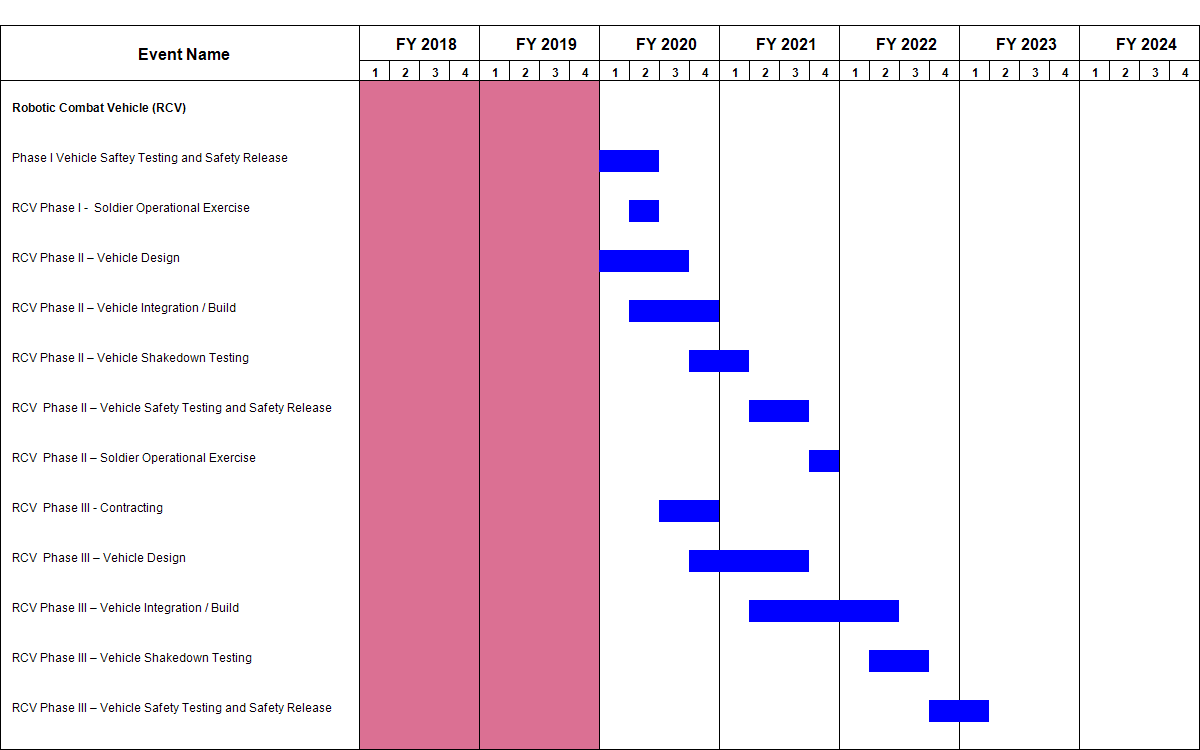 Event Name FY 2018 FY 2019 FY 2020 FY 2021 FY 2022 FY 2023 FY 2024
1 2 3 4 1 2 3 4 1 2 3 4 1 2 3 4 1 2 3 4 1 2 3 4 1 2 3 4
Robotic Combat Vehicle (RCV)
Phase I Vehicle Saftey Testing and Safety Release
RCV Phase I - Soldier Operational Exercise
RCV Phase II – Vehicle Design
RCV Phase II – Vehicle Integration / Build
RCV Phase II – Vehicle Shakedown Testing
RCV Phase II – Vehicle Safety Testing and Safety Release
RCV Phase II – Soldier Operational Exercise
RCV Phase III - Contracting
RCV Phase III – Vehicle Design
RCV Phase III – Vehicle Integration / Build
RCV Phase III – Vehicle Shakedown Testing
RCV Phase III – Vehicle Safety Testing and Safety Release